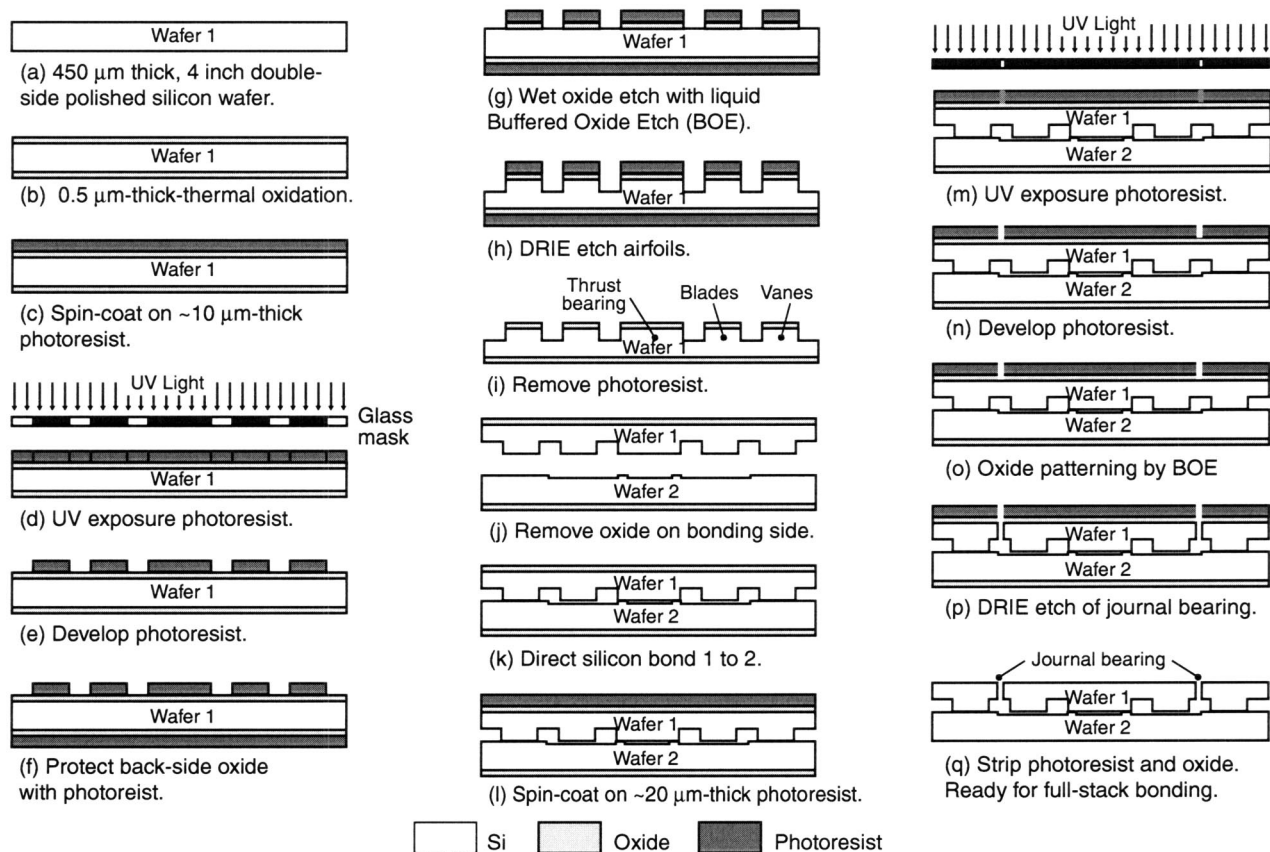 Wafer 1
(a) 450 μm thick, 4 inch double-
side polished silicon wafer.
Wafer 1
(b) 0.5 μm-thick-thermal oxidation.
Wafer 1
(c) Spin-coat on ~10 μm-thick
photoresist.
UV Light
Glass
mask
Wafer 1
(d) UV exposure photoresist.
Wafer 1
(e) Develop photoresist.
Wafer 1
(f) Protect back-side oxide
with photoreist.
Wafer 1
(g) Wet oxide etch with liquid
Buffered Oxide Etch (BOE).
Wafer 1
(h) DRIE etch airfoils.
Thrust
bearing
Blades
Vanes
Wafer 1
(i) Remove photoresist.
Wafer 1
Wafer 2
(j) Remove oxide on bonding side.
Wafer 1
Wafer 2
(k) Direct silicon bond 1 to 2.
Wafer 1
Wafer 2
(l) Spin-coat on ~20 μm-thick photoresist.
UV Light
Wafer 1
Wafer 2
(m) UV exposure photoresist.
Wafer 1
Wafer 2
(n) Develop photoresist.
Wafer 1
Wafer 2
(o) Oxide patterning by BOE
Wafer 1
Wafer 2
(p) DRIE etch of journal bearing.
Journal bearing
Wafer 1
Wafer 2
(q) Strip photoresist and oxide.
Ready for full-stack bonding.
Si
Oxide
Photoresist